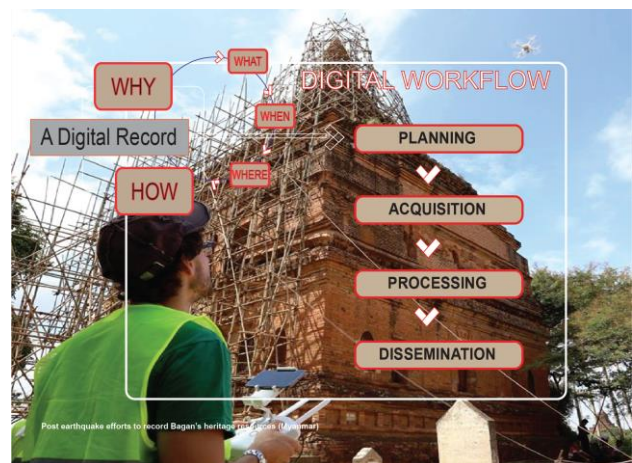 WHY
WHAT
DIGITAL WORKFLOW
WHEN
A Digital Record
WHERE
HOW
PLANNING
ACQUISITION
PROCESSING
DISSEMINATION
Post earthquake efforts to record Bagan's heritage resources (Myanmar)